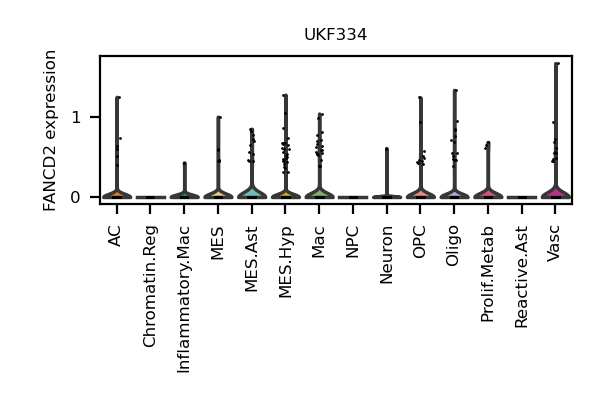 UKF334
FANCD2 expression
1
0
AC
Chromatin.Reg
Inflammatory.Mac
MES
MES.Ast
MES.Hyp
Mac
NPC
Neuron
OPC
Oligo
Prolif.Metab
Reactive.Ast
Vasc